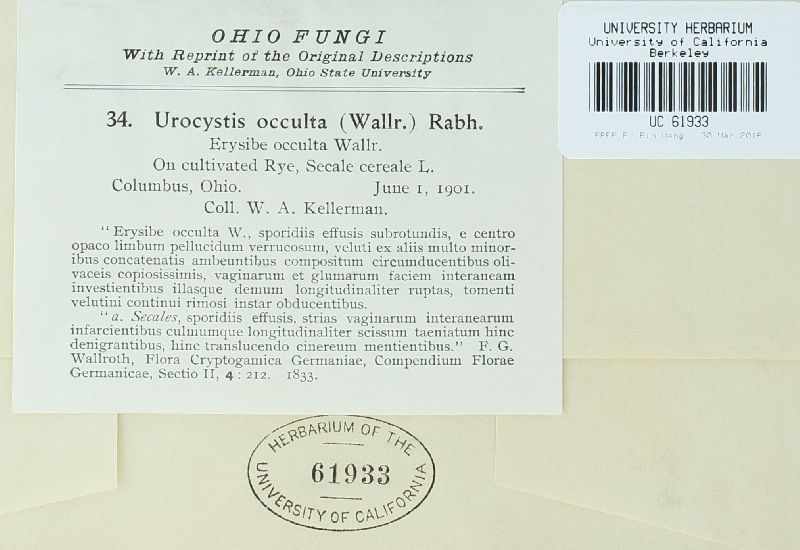 OHIO FUNGI
With Reprint of the Original Descriptions
W. A. Kellerman, Ohio State University
34. Urocystis occulta (Wallr.) Rabh.
Erysibe occulta Wallr.
On cultivated Rye, Secale cereale L.
Columbus, Ohio. June 1, 1901.
Coll. W. A. Kellerman.
"Erysibe occulta W., sporidiis effusis subrotundis, e centro
opaco limbum pellucidum verrucosum, veluti ex aliis multo minor-
ibus concatenatis ambeuntibus compositum circumducentibus oli-
vaceis copiosissimis, vaginarum et glumarum faciem interaneam
investientibus illasque demum longitudinaliter ruptas, tomenti
velutini continui rimosi instar obducentibus.
"a. Secales, sporidiis effusis, strias vaginarum interanearum
infarcientibus culmumque longitudinaliter scissum taeniatum hinc
denigrantibus, hinc translucendo cinereum mentientibus." F. G.
Wallroth, Flora Cryptogamica Germaniae, Compendium Florae
Germanicae, Sectio II, 4 : 212. 1833.
UNIVERSITY HERBARIUM
University of California
Berkeley
UC 61933
30 Mar 2016
HERBARIUM OF THE
61933
UNIVERSITY OF CALIFORNIA